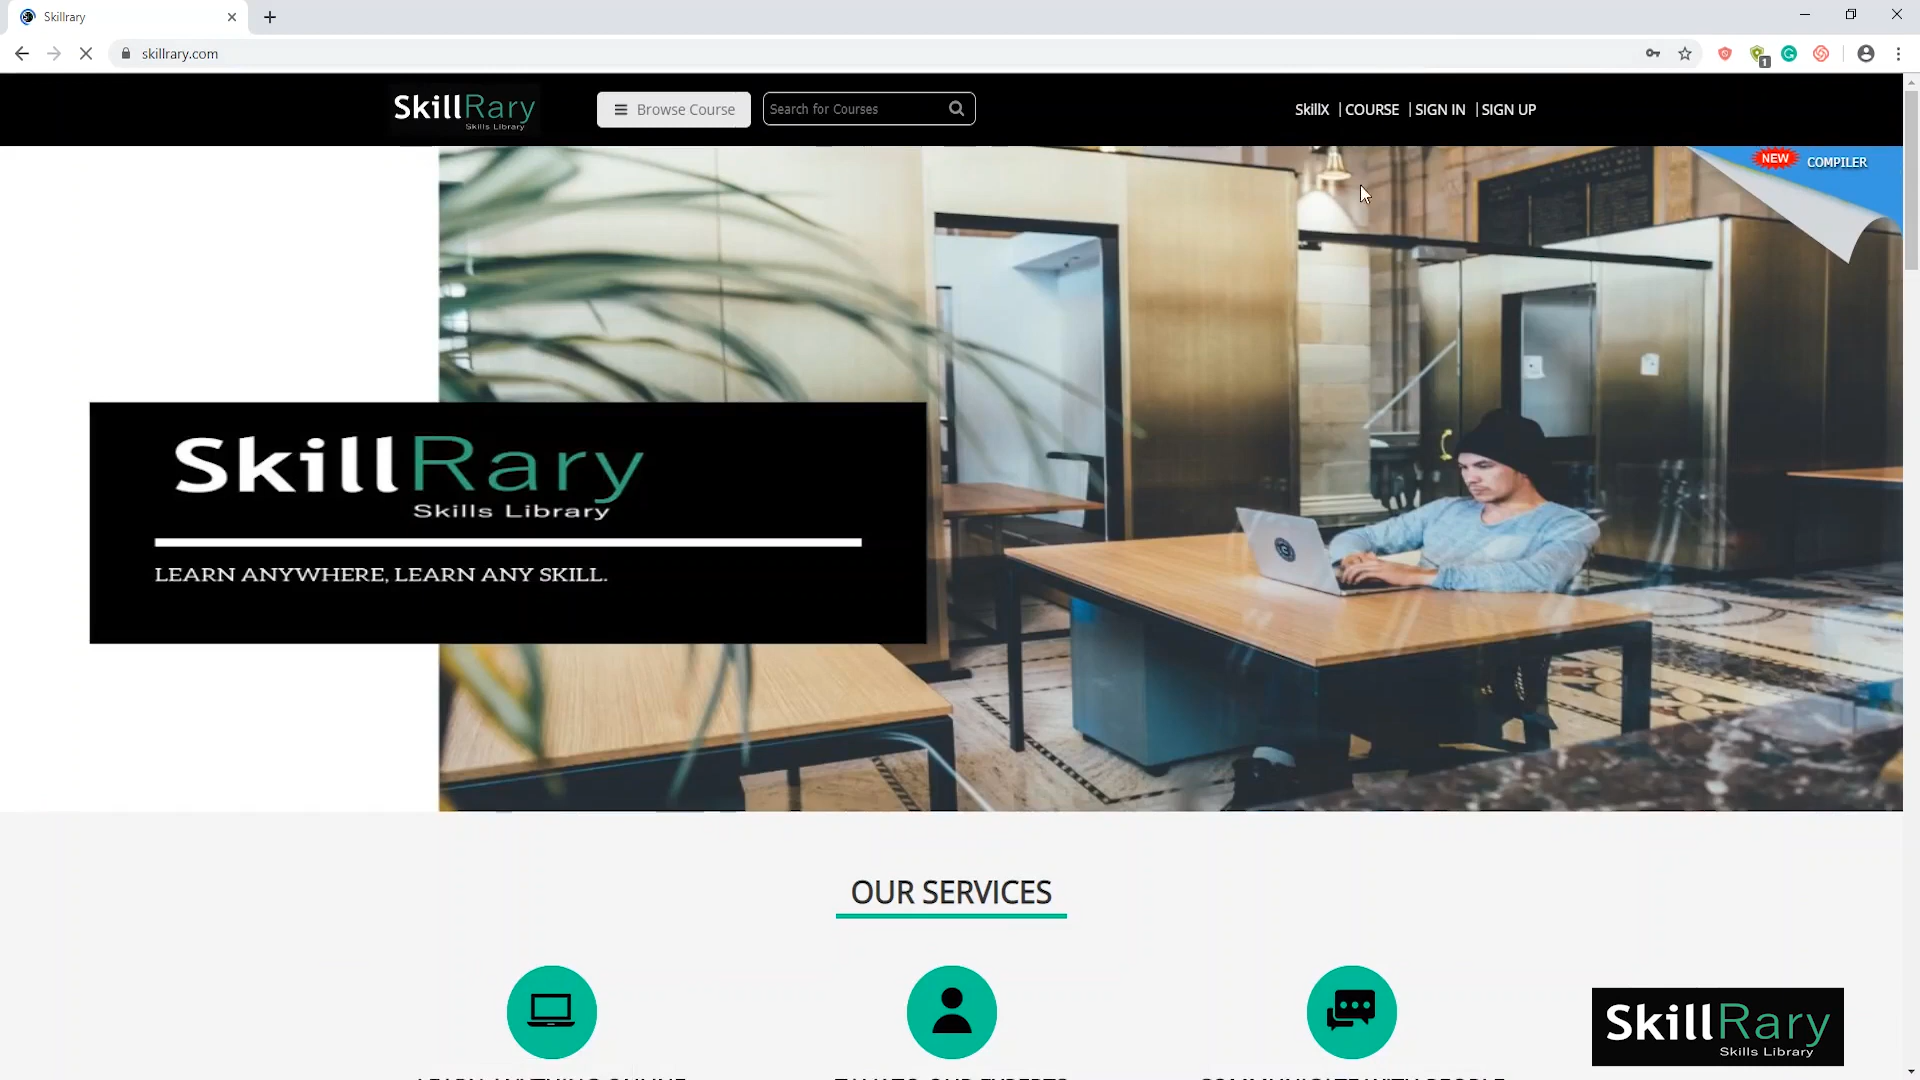 Skillrary
skillrary.com
1
SkillRary
Skills Library
Browse Course
Search for Courses
SkillX | COURSE | SIGN IN | SIGN UP
NEW COMPILER
SkillRary
Skills Library
LEARN ANYWHERE, LEARN ANY SKILL.
OUR SERVICES
SkillRary
Skills Library